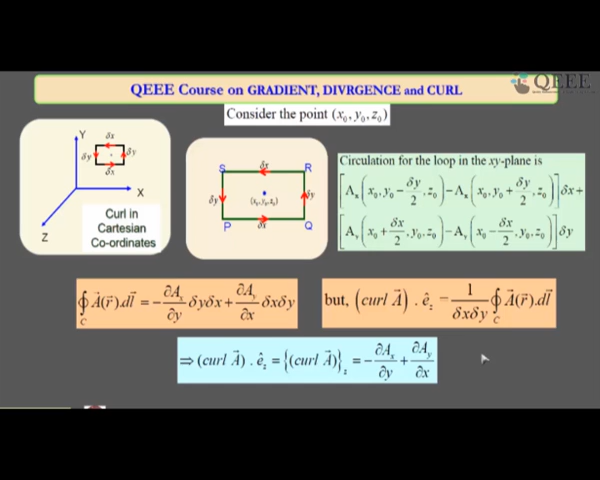 QEEE
QEEE Course on GRADIENT, DIVRGENCE and CURL
Consider the point (x₀, y₀, z₀)
Y
δx
δy
δy
δx
X
Z
Curl in
Cartesian
Co-ordinates
S
δx
R
δy
(x₀,y₀,z₀)
δy
P
δx
Q
Circulation for the loop in the xy-plane is
[Aₓ(x₀, y₀ − δy/2, z₀) − Aₓ(x₀, y₀ + δy/2, z₀)]δx +
[Aᵧ(x₀ + δx/2, y₀, z₀) − Aᵧ(x₀ − δx/2, y₀, z₀)]δy
∮_C A⃗(r⃗).dl⃗ = −∂Aₓ/∂y δyδx + ∂Aᵧ/∂x δxδy
but, (curl A⃗) . ê_z = 1/δxδy ∮_C A⃗(r⃗).dl⃗
⇒ (curl A⃗) . ê_z = {(curl A⃗)}_z = −∂Aₓ/∂y + ∂Aᵧ/∂x